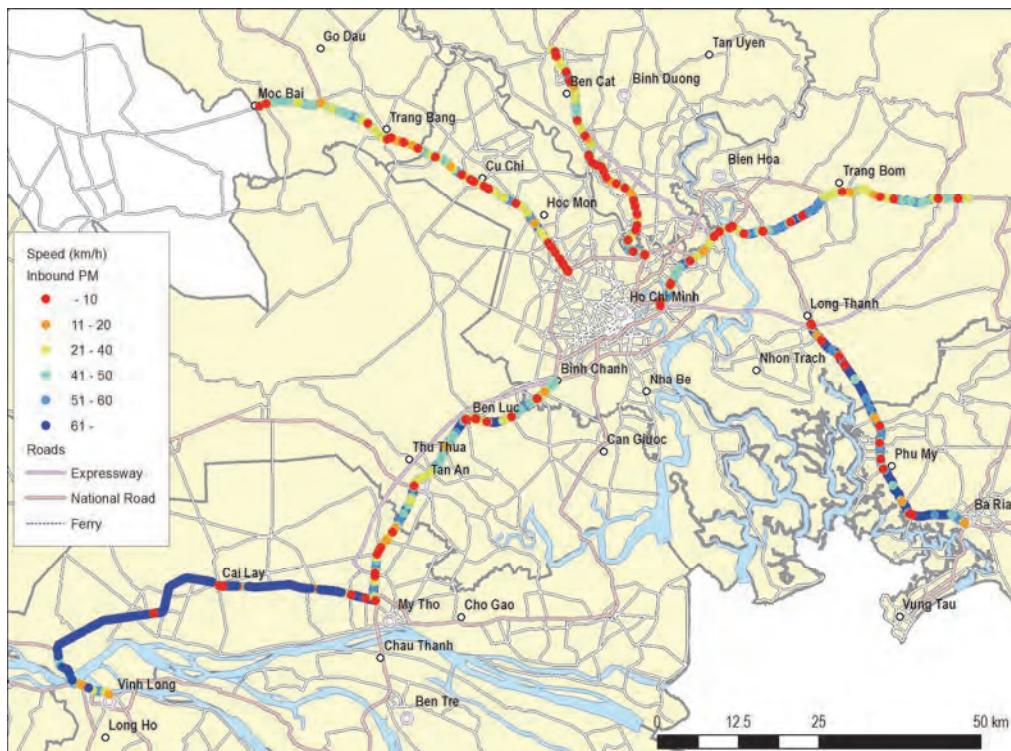 Go Dau
Tan Uyen
Ben Cat
Binh Duong
Moc Bai
Trang Bang
Bien Hoa
Cu Chi
Trang Bom
Hoc Mon
Speed (km/h)
Inbound PM
- 10
11 - 20
21 - 40
41 - 50
51 - 60
61 -
Roads
Expressway
National Road
Ferry
Ho Chi Minh
Long Thanh
Nhon Trach
Binh Chanh
Nha Be
Ben Luc
Can Giuoc
Thu Thua
Tan An
Phu My
Ba Ria
Cai Lay
My Tho
Cho Gao
Vung Tau
Chau Thanh
Vinh Long
Ben Tre
Long Ho
0 12.5 25 50 km